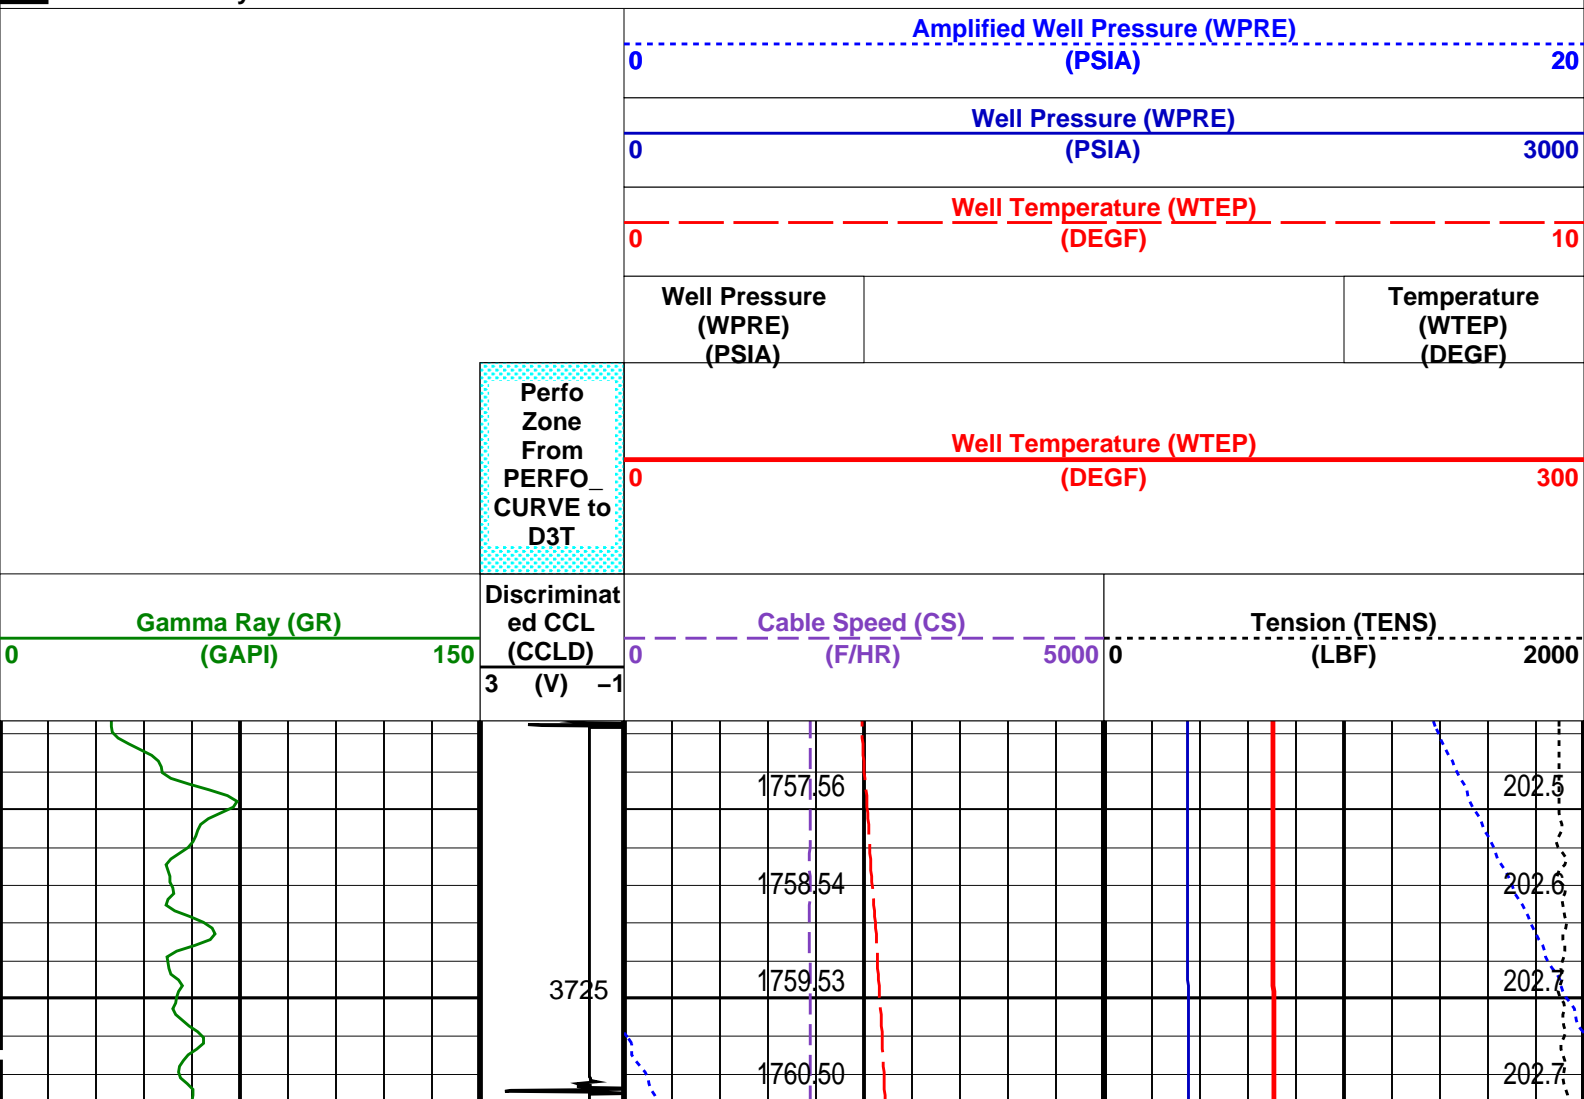 Amplified Well Pressure (WPRE)
0 (PSIA) 20
Well Pressure (WPRE)
0 (PSIA) 3000
Well Temperature (WTEP)
0 (DEGF) 10
Well Pressure
(WPRE)
(PSIA)
Temperature
(WTEP)
(DEGF)
Perfo
Zone
From
PERFO_
CURVE to
D3T
Well Temperature (WTEP)
0 (DEGF) 300
Gamma Ray (GR)
0 (GAPI) 150
Discriminat
ed CCL
(CCLD)
3 (V) −1
Cable Speed (CS)
0 (F/HR) 5000
Tension (TENS)
0 (LBF) 2000
1757.56 202.5
1758.54 202.6
3725 1759.53 202.7
1760.50 202.7